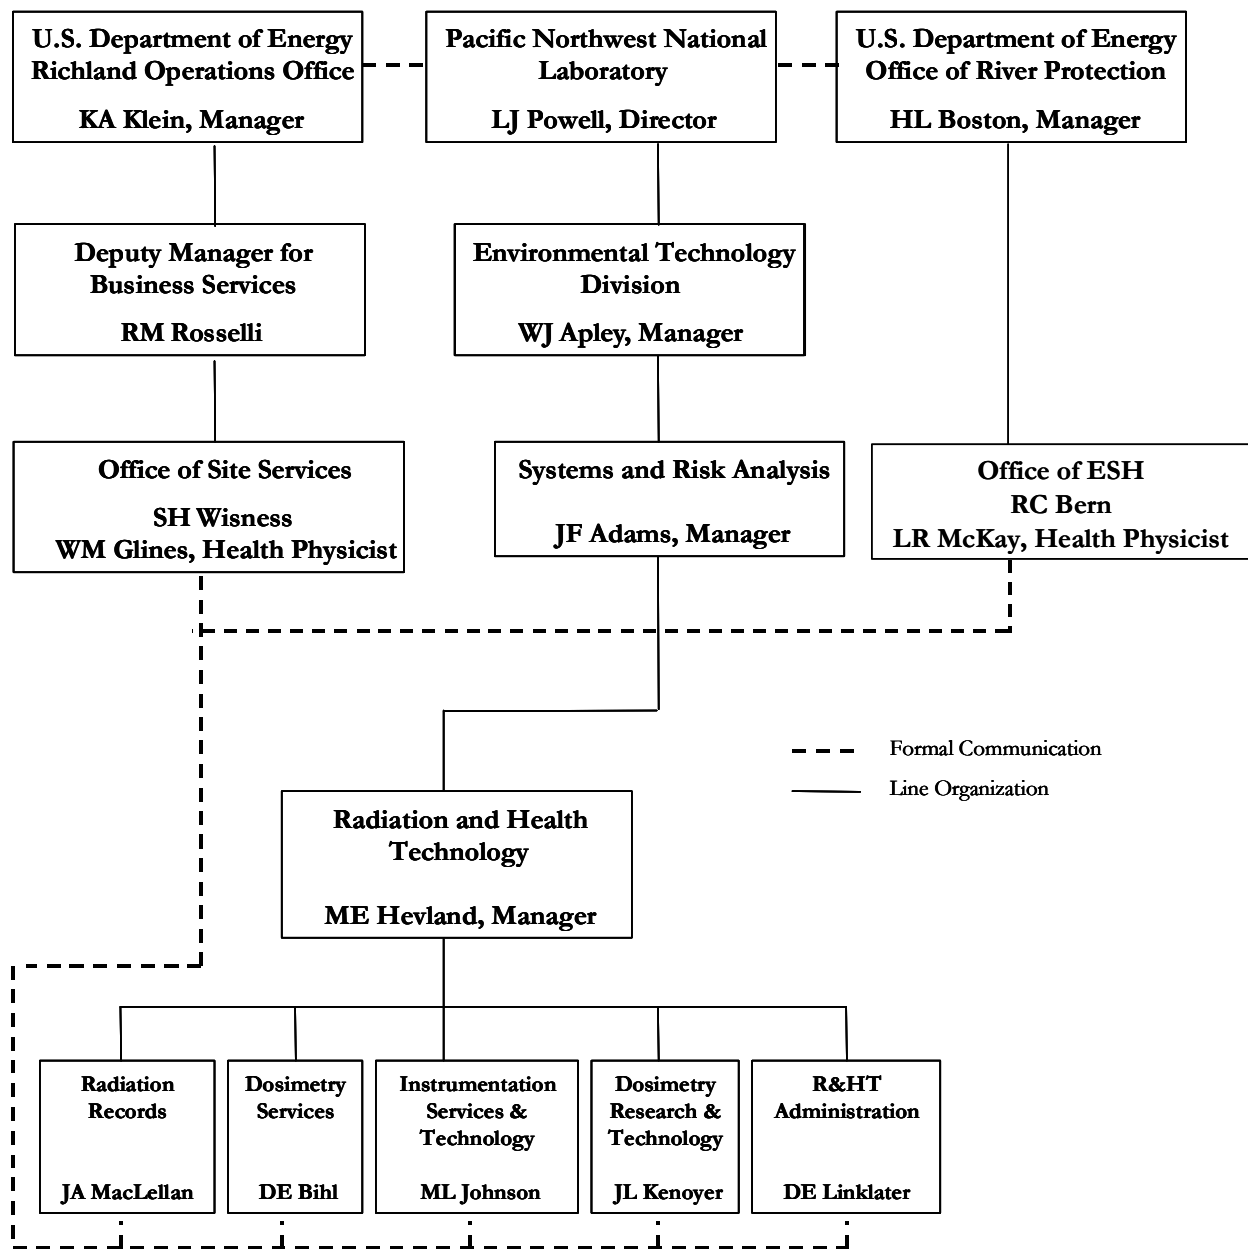 U.S. Department of Energy
Richland Operations Office
KA Klein, Manager
Pacific Northwest National
Laboratory
LJ Powell, Director
U.S. Department of Energy
Office of River Protection
HL Boston, Manager
Deputy Manager for
Business Services
RM Rosselli
Environmental Technology
Division
WJ Apley, Manager
Office of Site Services
SH Wisness
WM Glines, Health Physicist
Systems and Risk Analysis
JF Adams, Manager
Office of ESH
RC Bern
LR McKay, Health Physicist
Formal Communication
Line Organization
Radiation and Health
Technology
ME Hevland, Manager
Radiation
Records
JA MacLellan
Dosimetry
Services
DE Bihl
Instrumentation
Services &
Technology
ML Johnson
Dosimetry
Research &
Technology
JL Kenoyer
R&HT
Administration
DE Linklater